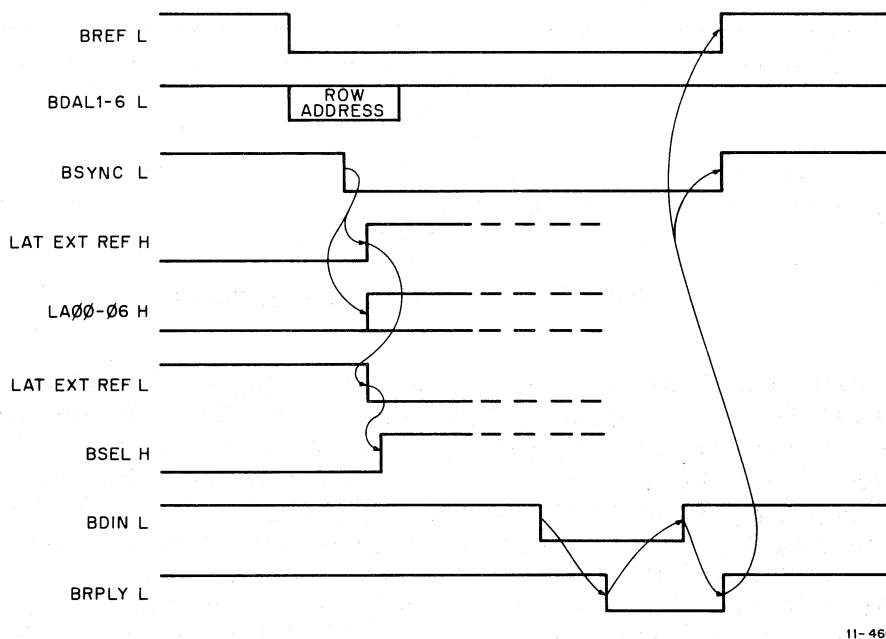 BREF L
BDAL1-6 L
ROW
ADDRESS
BSYNC L
LAT EXT REF H
LAØØ-Ø6 H
LAT EXT REF L
BSEL H
BDIN L
BRPLY L
11-46